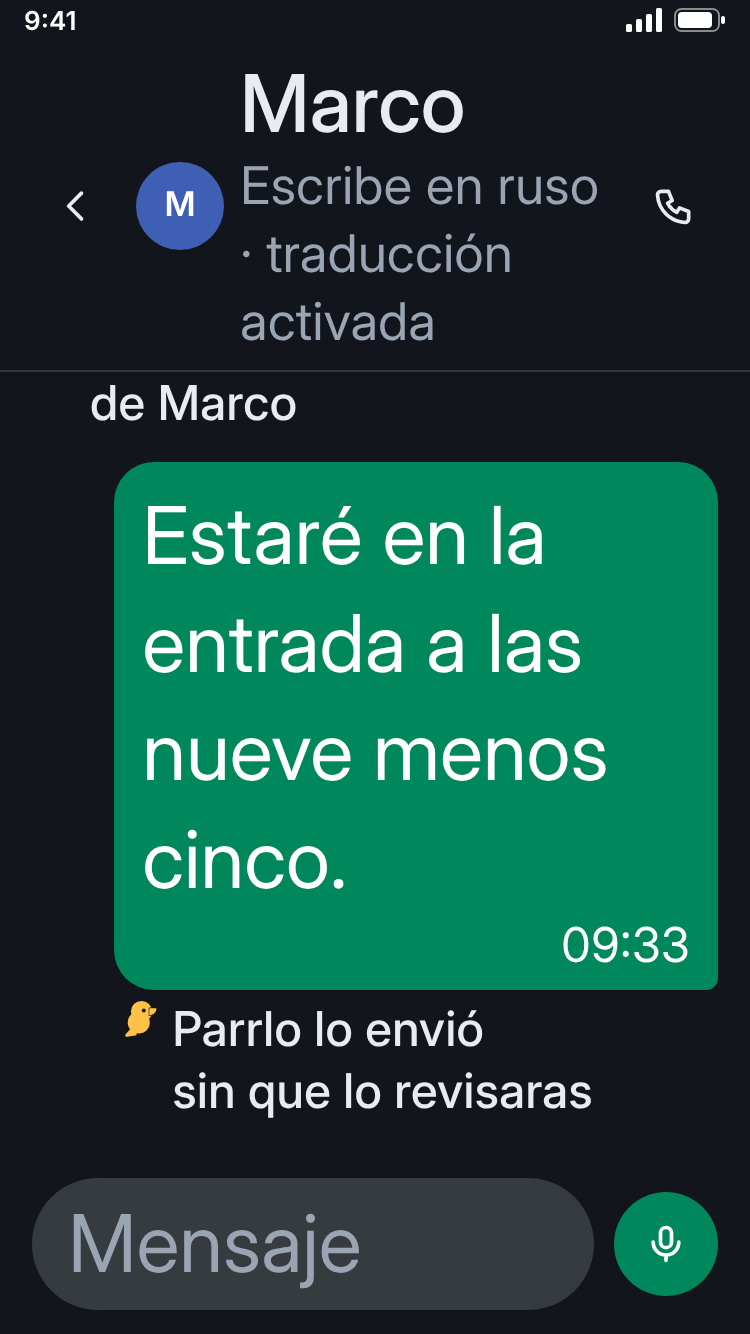 9:41
Marco
M
Escribe en ruso
· traducción
activada
de Marco
Estaré en la
entrada a las
nueve menos
cinco.
09:33
Parrlo lo envió
sin que lo revisaras
Mensaje